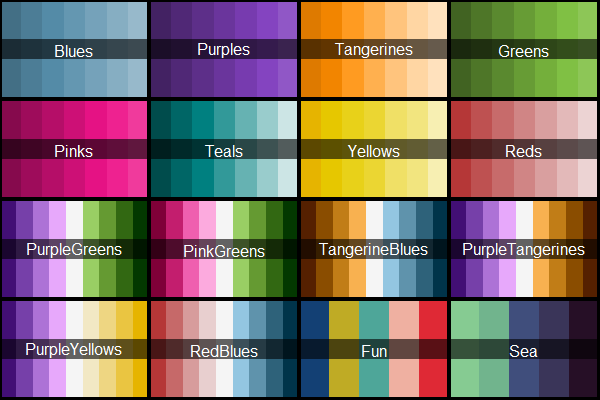 Blues
Purples
Tangerines
Greens
Pinks
Teals
Yellows
Reds
PurpleGreens
PinkGreens
TangerineBlues
PurpleTangerines
PurpleYellows
RedBlues
Fun
Sea